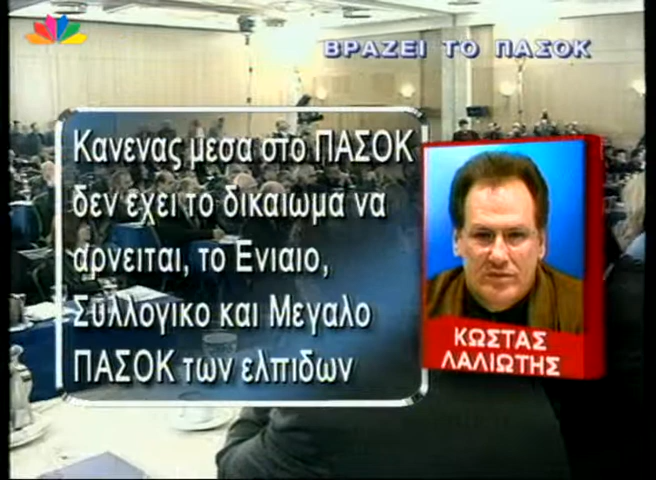 ΒΡΑΖΕΙ ΤΟ ΠΑΣΟΚ
Κανενας μεσα στο ΠΑΣΟΚ
δεν εχει το δικαιωμα να
αρνειται, το Ενιαιο,
Συλλογικο και Μεγαλο
ΠΑΣΟΚ των ελπιδων
ΚΩΣΤΑΣ
ΛΑΛΙΩΤΗΣ